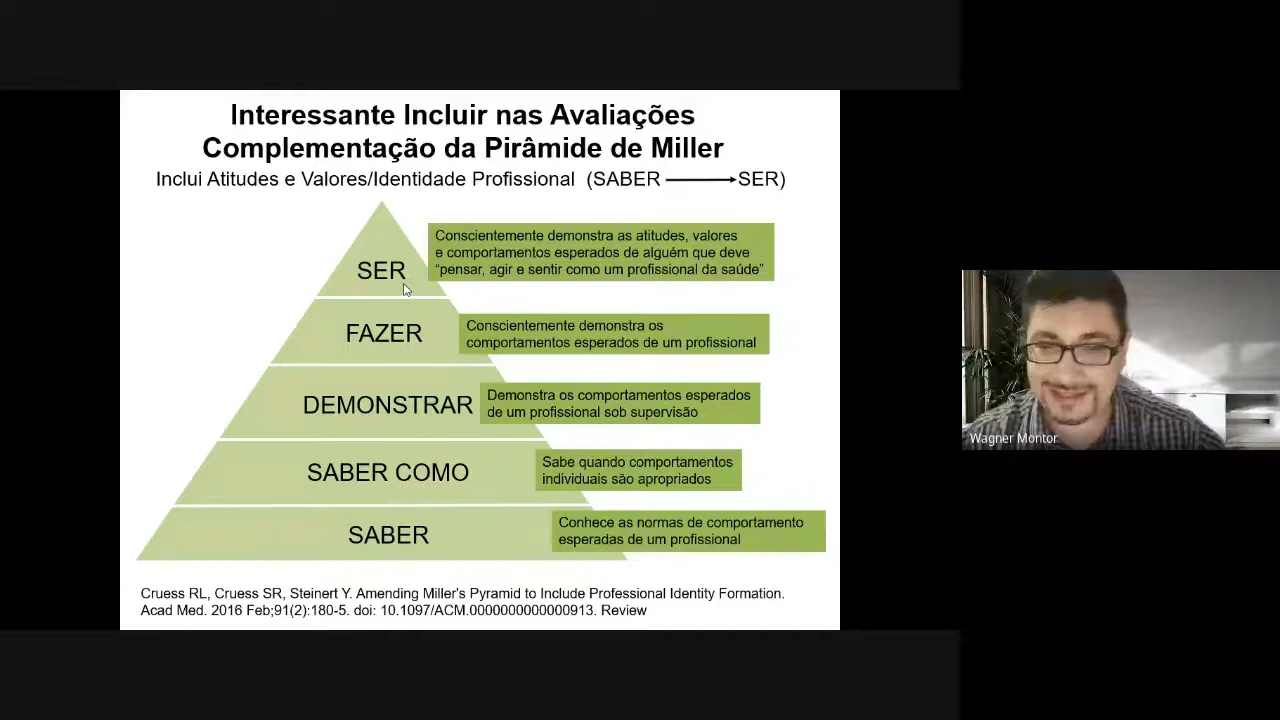 Interessante Incluir nas Avaliações
Complementação da Pirâmide de Miller
Inclui Atitudes e Valores/Identidade Profissional (SABER → SER)
SER
Conscientemente demonstra as atitudes, valores
e comportamentos esperados de alguém que deve
“pensar, agir e sentir como um profissional da saúde”
FAZER
Conscientemente demonstra os
comportamentos esperados de um profissional
DEMONSTRAR
Demonstra os comportamentos esperados
de um profissional sob supervisão
SABER COMO
Sabe quando comportamentos
individuais são apropriados
SABER
Conhece as normas de comportamento
esperadas de um profissional
Cruess RL, Cruess SR, Steinert Y. Amending Miller's Pyramid to Include Professional Identity Formation.
Acad Med. 2016 Feb;91(2):180-5. doi: 10.1097/ACM.0000000000000913. Review
Wagner Montor